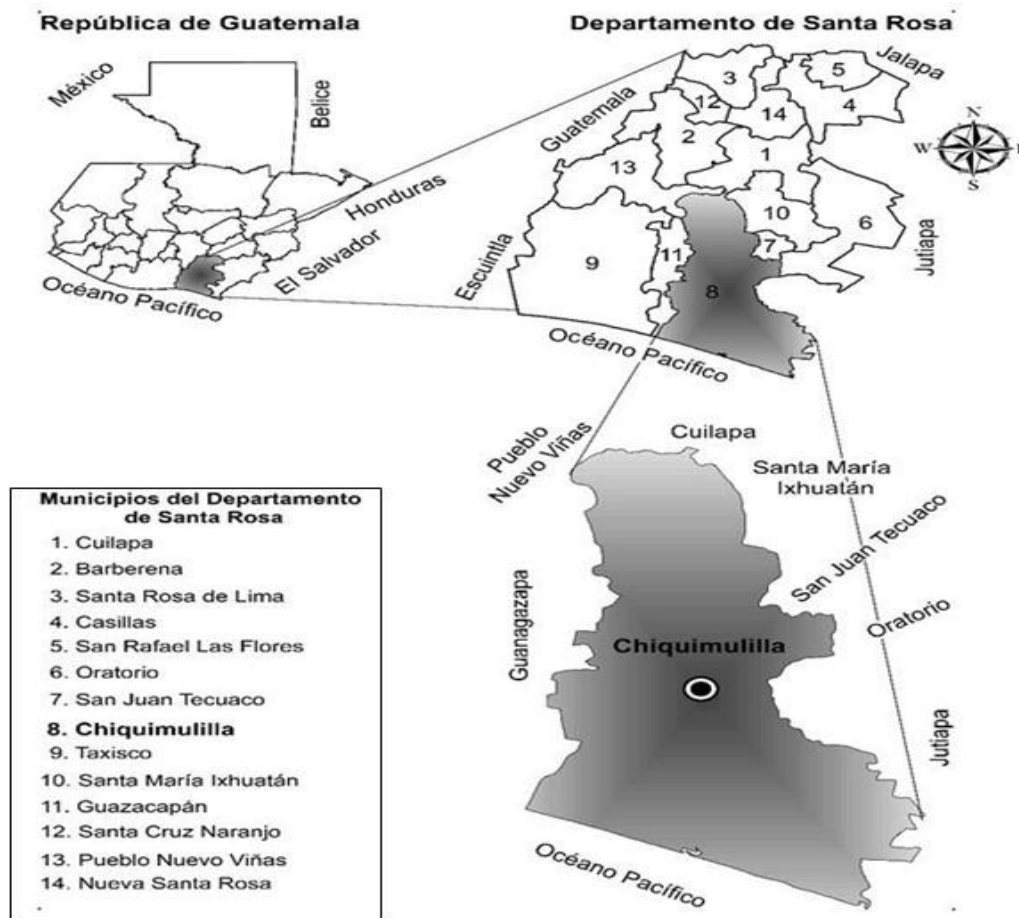 República de Guatemala
México
Belice
Honduras
El Salvador
Océano Pacífico
Departamento de Santa Rosa
Jalapa
Guatemala
Escuintla
Jutiapa
Océano Pacífico
3
5
12
14
4
2
1
13
10
6
7
11
9
8
N
W
S
Pueblo
Nuevo Viñas
Cuilapa
Santa María
Ixhuatán
San Juan Tecuaco
Oratorio
Guanagazapa
Chiquimulilla
Jutiapa
Océano Pacífico
Municipios del Departamento
de Santa Rosa
1. Cuilapa
2. Barberena
3. Santa Rosa de Lima
4. Casillas
5. San Rafael Las Flores
6. Oratorio
7. San Juan Tecuaco
8. Chiquimulilla
9. Taxisco
10. Santa María Ixhuatán
11. Guazacapán
12. Santa Cruz Naranjo
13. Pueblo Nuevo Viñas
14. Nueva Santa Rosa